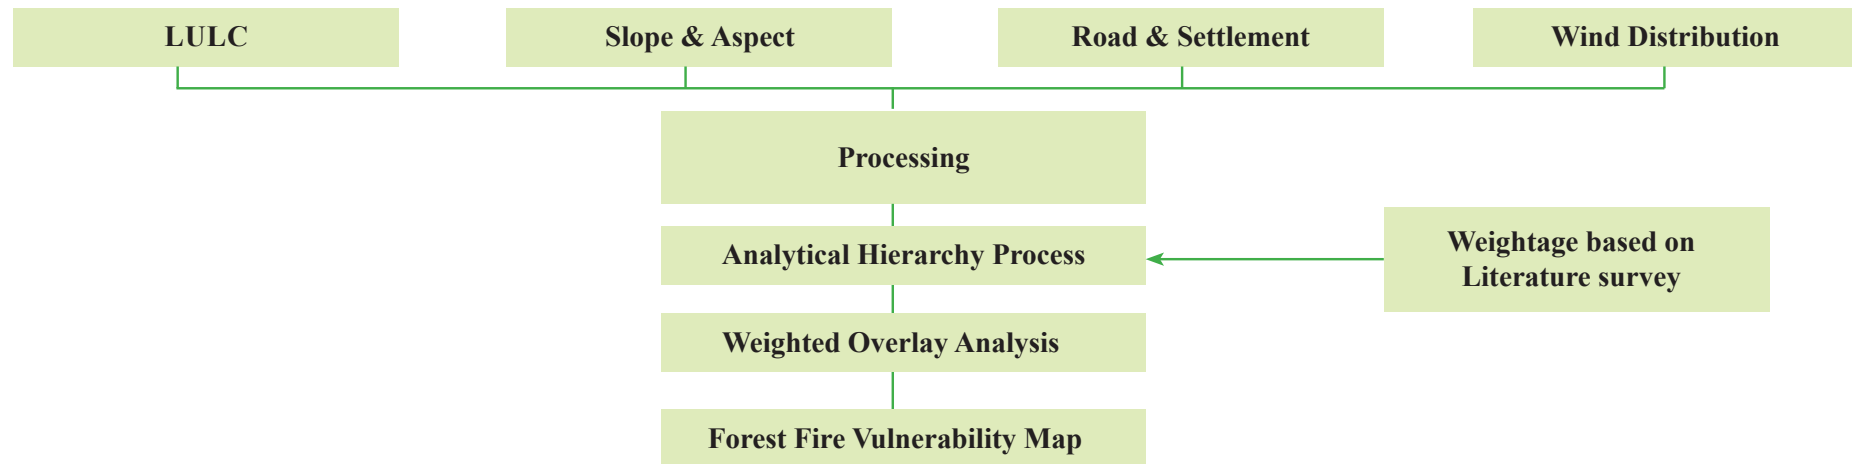 LULC
Slope & Aspect
Road & Settlement
Wind Distribution
Processing
Analytical Hierarchy Process
Weightage based on
Literature survey
Weighted Overlay Analysis
Forest Fire Vulnerability Map